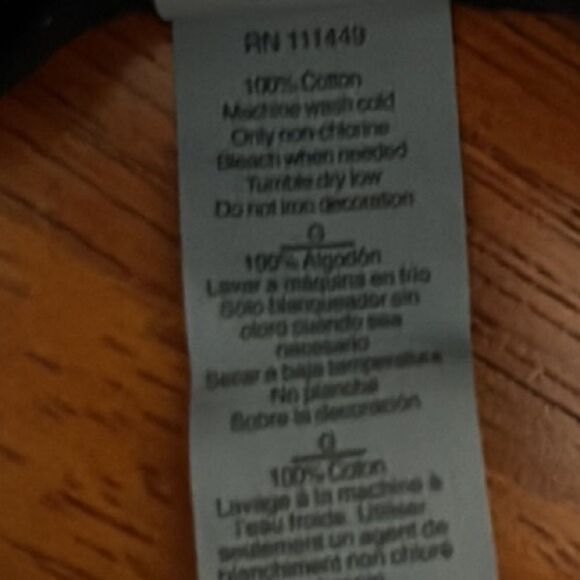 RN 111449
100% Cotton
Machine wash cold
Only non-chlorine
Bleach when needed
Tumble dry low
Do not iron decoration
G
100% Algodón
Lavar a máquina en frío
Sólo blanqueador sin
cloro cuando sea
necesario
Secar a baja temperatura
No planche
Sobre la decoración
G
100% Coton
Lavage à la machine à
l'eau froide. Utiliser
seulement un agent de
blanchiment non chloré